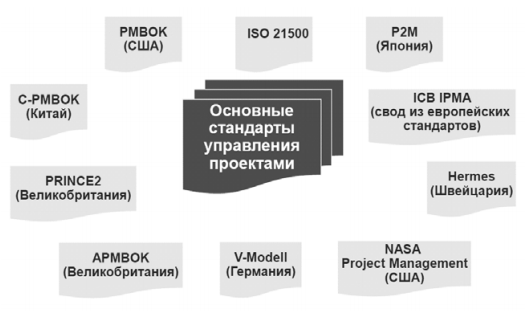 PMBOK
(США)
ISO 21500
P2M
(Япония)
C-PMBOK
(Китай)
Основные
стандарты
управления
проектами
ICB IPMA
(свод из европейских
стандартов)
PRINCE2
(Великобритания)
Hermes
(Швейцария)
APMBOK
(Великобритания)
V-Modell
(Германия)
NASA
Project Management
(США)